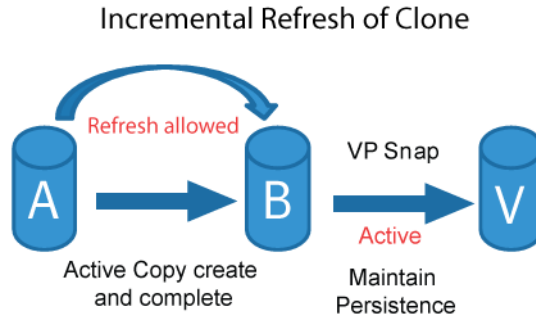 Incremental Refresh of Clone
Refresh allowed
A
B
V
VP Snap
Active
Active Copy create
and complete
Maintain
Persistence